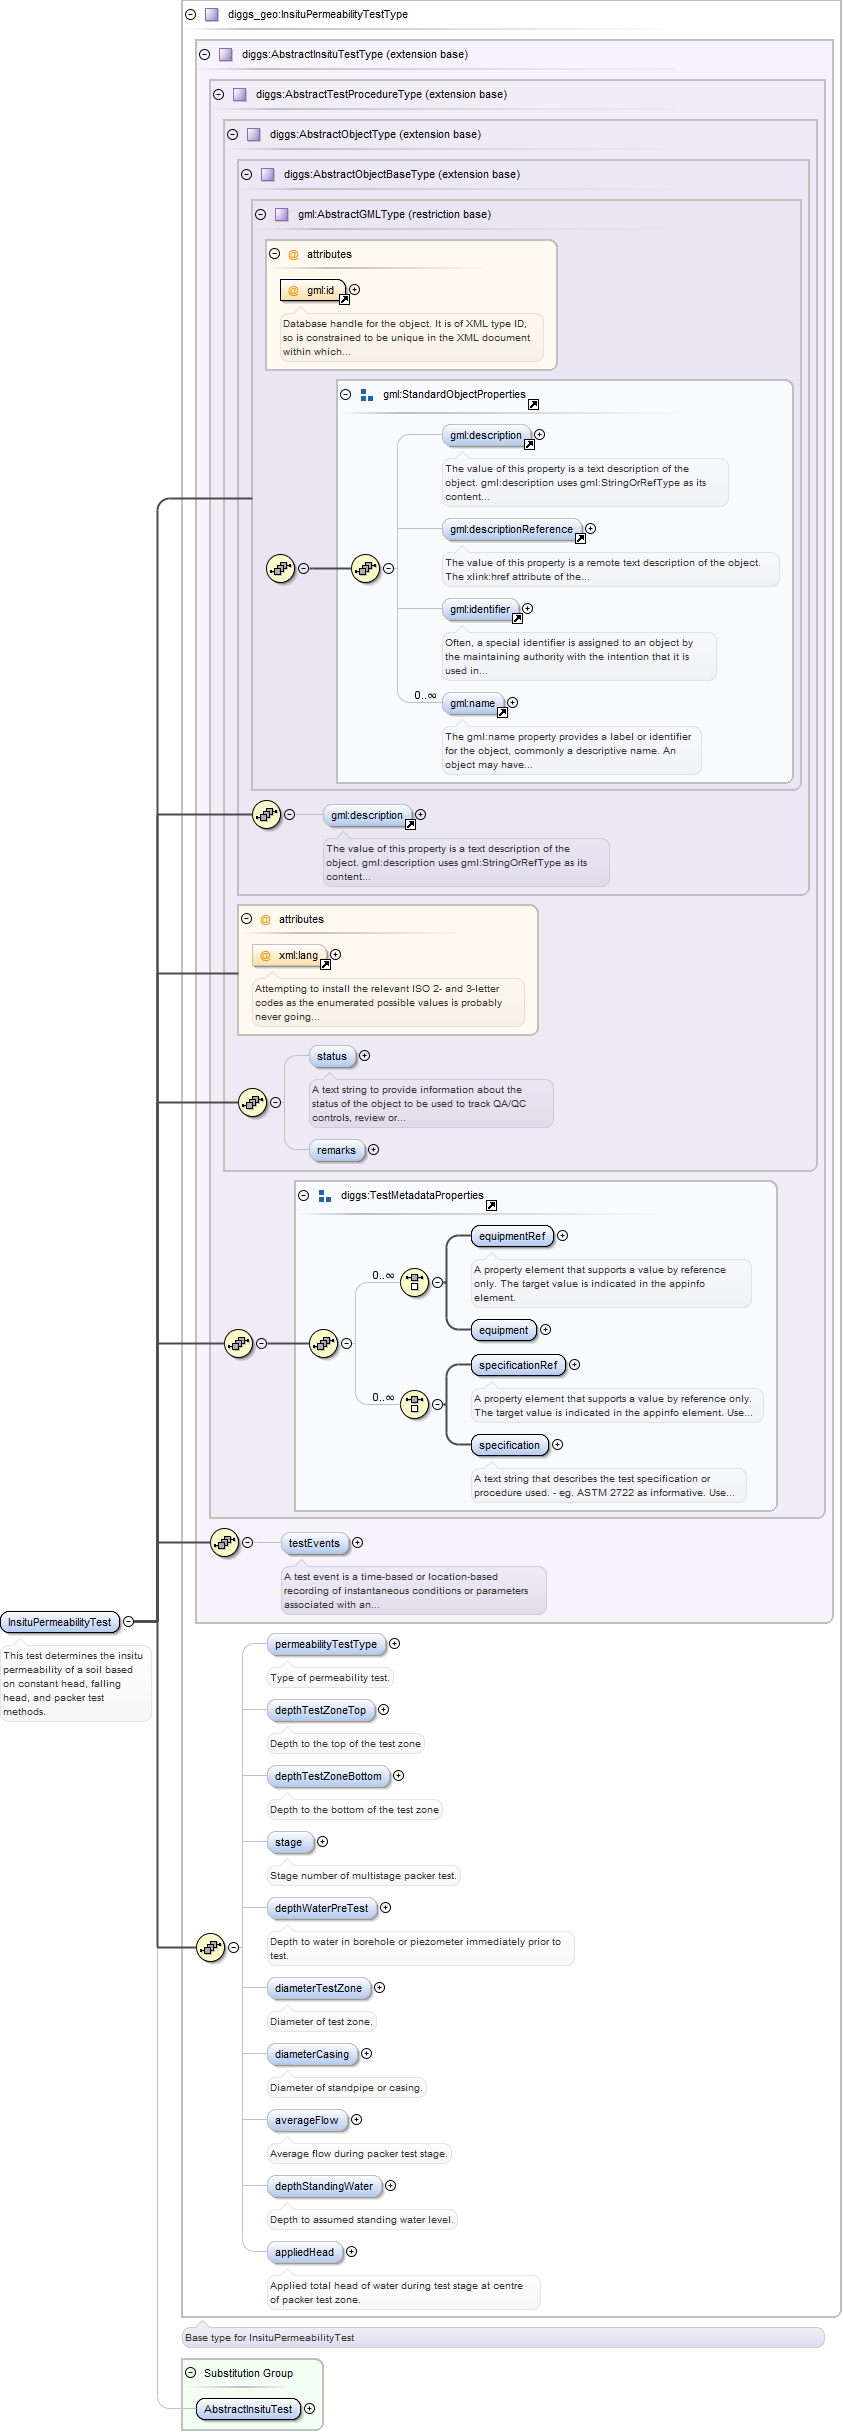 diggs_geo:InsituPermeabilityTestType
diggs:AbstractInsituTestType (extension base)
diggs:AbstractTestProcedureType (extension base)
diggs:AbstractObjectType (extension base)
diggs:AbstractObjectBaseType (extension base)
gml:AbstractGMLType (restriction base)
@ attributes
@ gml:id
Database handle for the object. It is of XML type ID,
so is constrained to be unique in the XML document
within which...
gml:StandardObjectProperties
gml:description
The value of this property is a text description of the
object. gml:description uses gml:StringOrRefType as its
content...
gml:descriptionReference
The value of this property is a remote text description of the object.
The xlink:href attribute of the...
gml:identifier
Often, a special identifier is assigned to an object by
the maintaining authority with the intention that it is
used in...
0..∞
gml:name
The gml:name property provides a label or identifier
for the object, commonly a descriptive name. An
object may have...
gml:description
The value of this property is a text description of the
object. gml:description uses gml:StringOrRefType as its
content...
@ attributes
@ xml:lang
Attempting to install the relevant ISO 2- and 3-letter
codes as the enumerated possible values is probably
never going...
status
A text string to provide information about the
status of the object to be used to track QA/QC
controls, review or...
remarks
diggs:TestMetadataProperties
0..∞
equipmentRef
A property element that supports a value by reference
only. The target value is indicated in the appinfo
element.
equipment
0..∞
specificationRef
A property element that supports a value by reference only.
The target value is indicated in the appinfo element. Use...
specification
A text string that describes the test specification or
procedure used. - eg. ASTM 2722 as informative. Use...
testEvents
A test event is a time-based or location-based
recording of instantaneous conditions or parameters
associated with an...
InsituPermeabilityTest
This test determines the insitu
permeability of a soil based
on constant head, falling
head, and packer test
methods.
permeabilityTestType
Type of permeability test.
depthTestZoneTop
Depth to the top of the test zone
depthTestZoneBottom
Depth to the bottom of the test zone
stage
Stage number of multistage packer test.
depthWaterPreTest
Depth to water in borehole or piezometer immediately prior to
test.
diameterTestZone
Diameter of test zone.
diameterCasing
Diameter of standpipe or casing.
averageFlow
Average flow during packer test stage.
depthStandingWater
Depth to assumed standing water level.
appliedHead
Applied total head of water during test stage at centre
of packer test zone.
Base type for InsituPermeabilityTest
Substitution Group
AbstractInsituTest